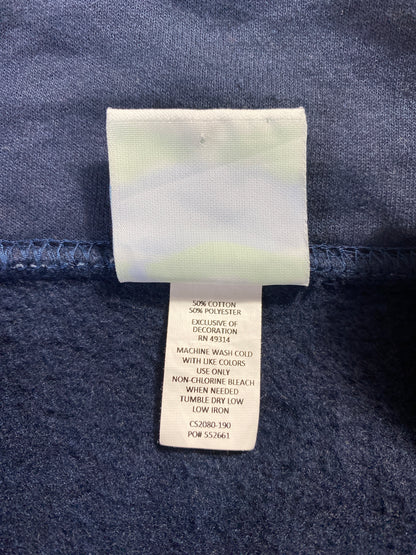 50% COTTON
50% POLYESTER
EXCLUSIVE OF
DECORATION
RN 49314
MACHINE WASH COLD
WITH LIKE COLORS
USE ONLY
NON-CHLORINE BLEACH
WHEN NEEDED
TUMBLE DRY LOW
LOW IRON
CS2080-190
PO# 552661